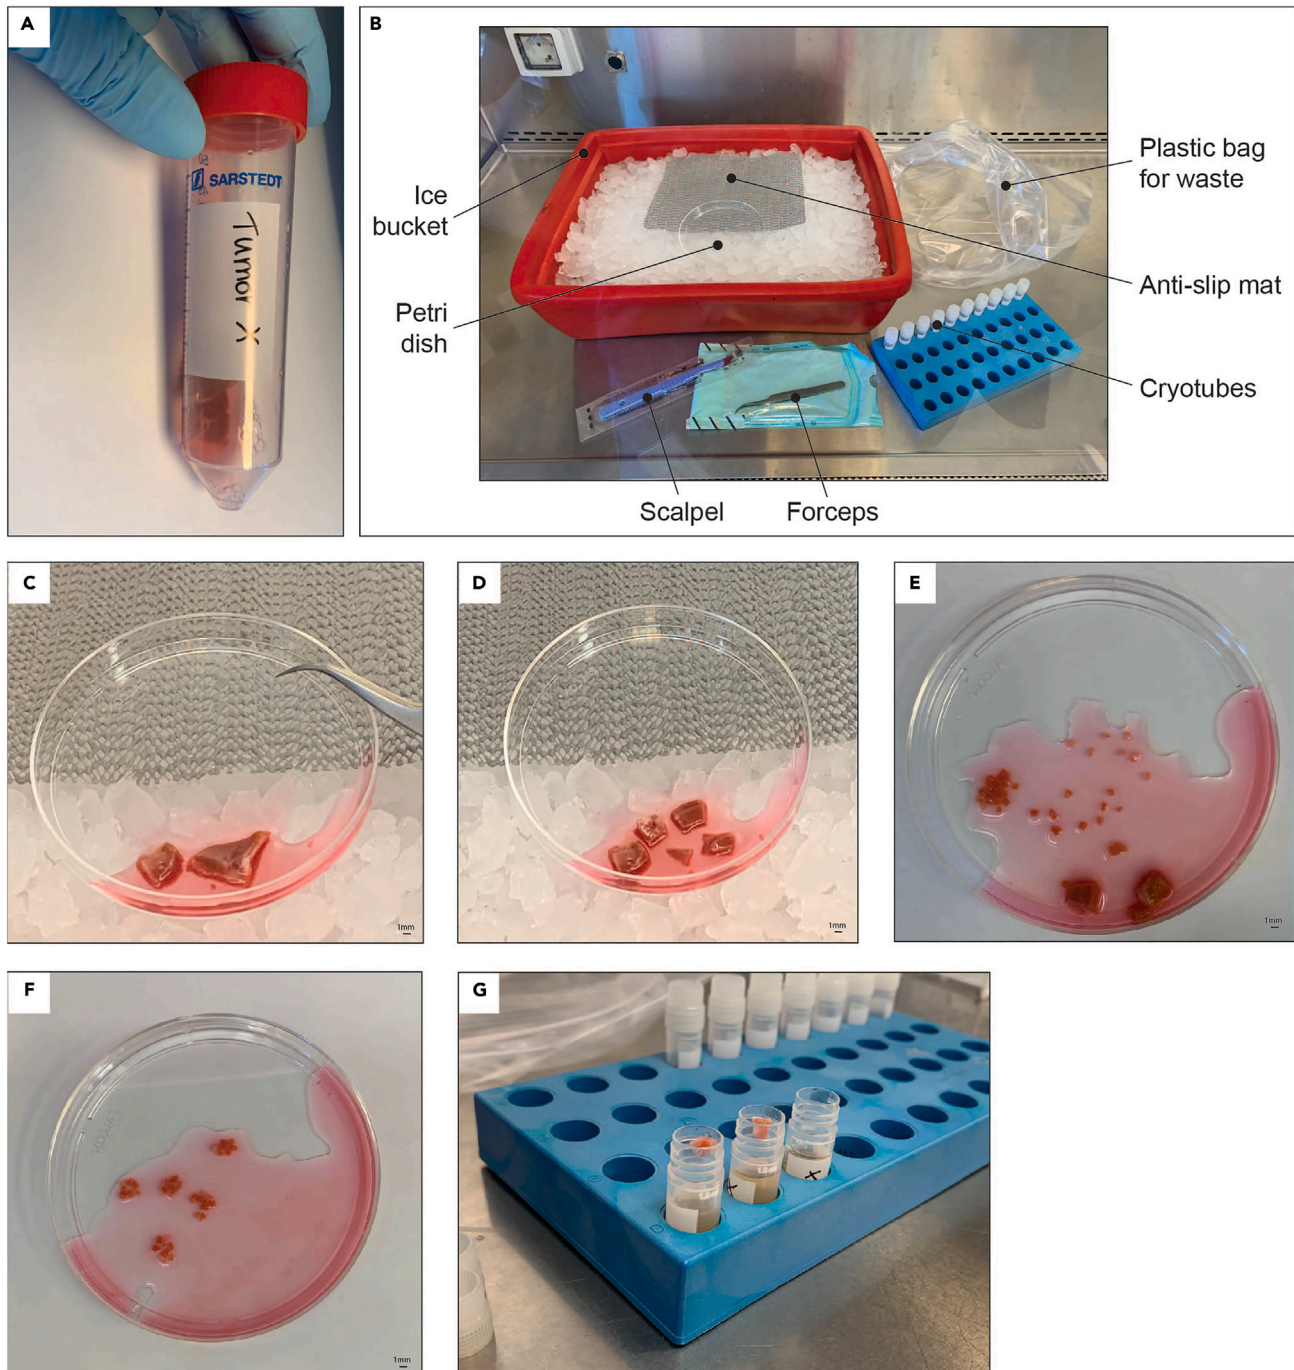 A
SARSTEDT
Tumor X
B
Ice
bucket
Petri
dish
Plastic bag
for waste
Anti-slip mat
Cryotubes
Scalpel
Forceps
C
1mm
D
1mm
E
1mm
F
1mm
G
X